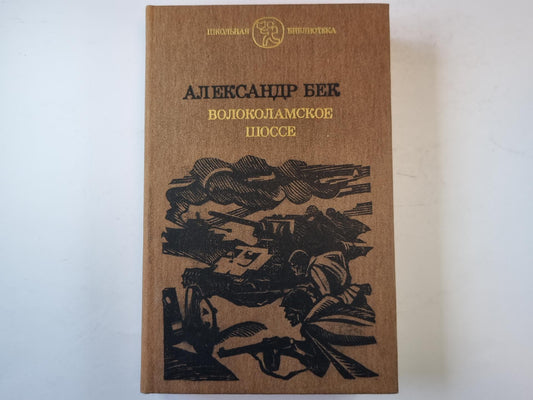 ШКОЛЬНАЯ БИБЛИОТЕКА
АЛЕКСАНДР БЕК
ВОЛОКОЛАМСКОЕ
ШОССЕ